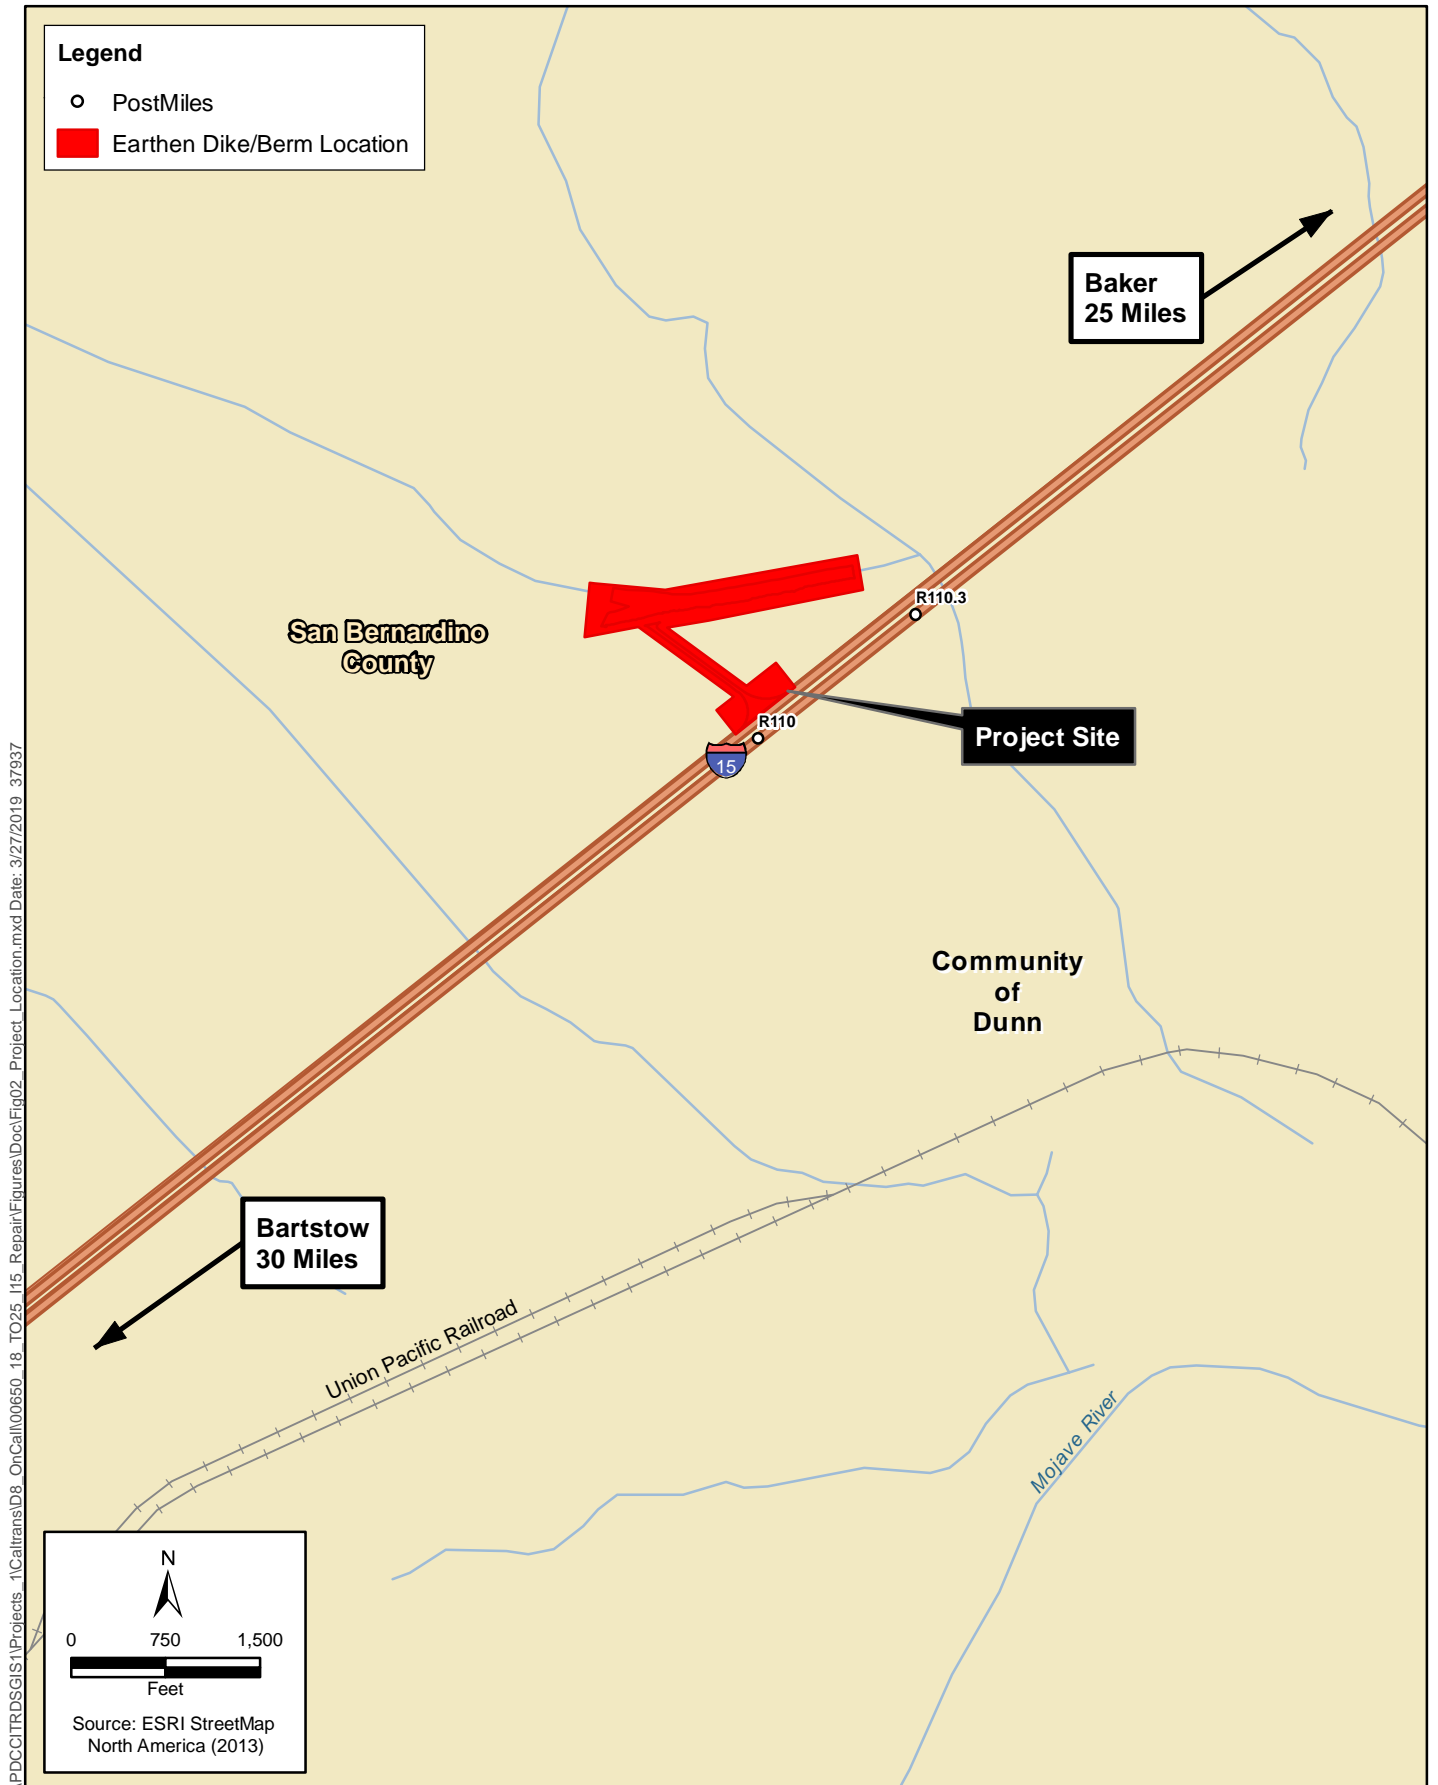 Legend
PostMiles
Earthen Dike/Berm Location
Baker
25 Miles
R110.3
San Bernardino
County
R110
15
Project Site
Community
of
Dunn
Bartstow
30 Miles
Union Pacific Railroad
Mojave River
N
0 750 1,500
Feet
Source: ESRI StreetMap
North America (2013)
PDCCITRDSGIS1\Projects_1\Caltrans\D8_OnCall\00650_18_TO25_I15_Repair\Figures\Doc\Fig02_Project_Location.mxd Date: 3/27/2019 37937